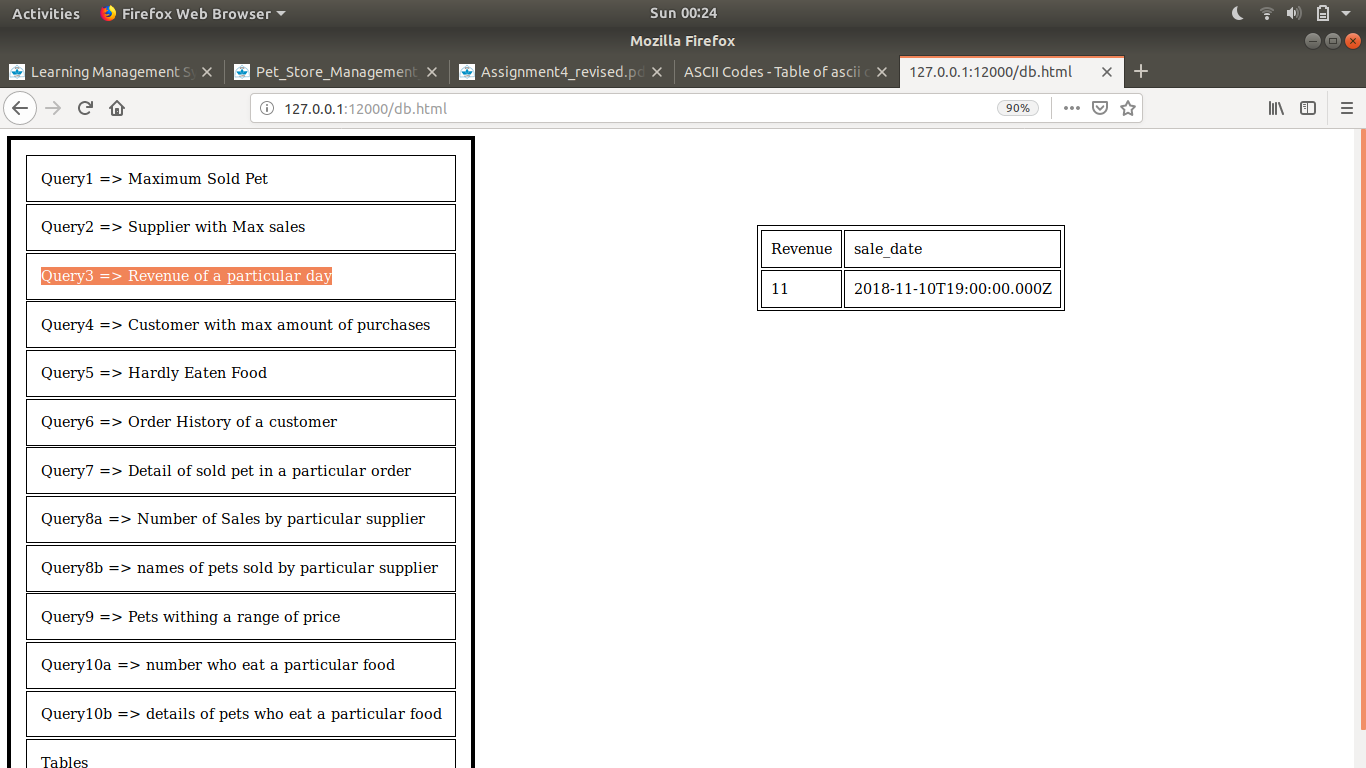 Activities Firefox Web Browser Sun 00:24
Mozilla Firefox
Learning Management Sy Pet_Store_Management Assignment4_revised.pd ASCII Codes - Table of ascii c 127.0.0.1:12000/db.html
127.0.0.1:12000/db.html 90%
Query1 => Maximum Sold Pet
Query2 => Supplier with Max sales
Query3 => Revenue of a particular day
Query4 => Customer with max amount of purchases
Query5 => Hardly Eaten Food
Query6 => Order History of a customer
Query7 => Detail of sold pet in a particular order
Query8a => Number of Sales by particular supplier
Query8b => names of pets sold by particular supplier
Query9 => Pets withing a range of price
Query10a => number who eat a particular food
Query10b => details of pets who eat a particular food
Tables
Revenue sale_date
11 2018-11-10T19:00:00.000Z